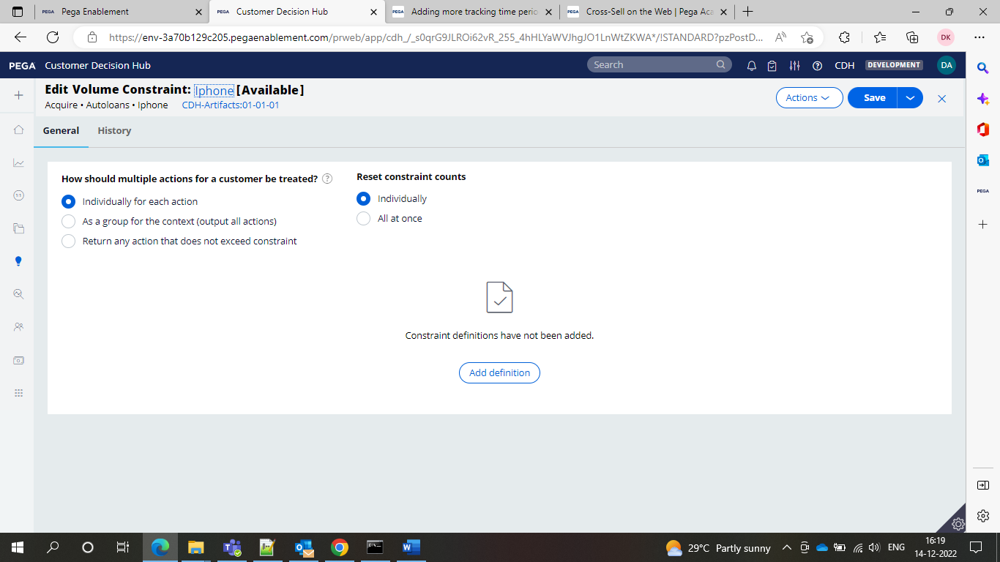 PEGA Pega Enablement
PEGA Customer Decision Hub
PEGA Adding more tracking time perio
PEGA Cross-Sell on the Web | Pega Aca
https://env-3a70b129c205.pegaenablement.com/prweb/app/cdh_/_s0qrG9JLROi62vR_255_4hHLYaWVJhgJO1LnWtZKWA*/!STANDARD?pzPostD...
DK
PEGA Customer Decision Hub
Search
CDH DEVELOPMENT DA
Edit Volume Constraint: Iphone [Available]
Acquire • Autoloans • Iphone CDH-Artifacts:01-01-01
Actions Save
General History
How should multiple actions for a customer be treated? ?
Individually for each action
As a group for the context (output all actions)
Return any action that does not exceed constraint
Reset constraint counts
Individually
All at once
Constraint definitions have not been added.
Add definition
PEGA
29°C Partly sunny
ENG
16:19
14-12-2022